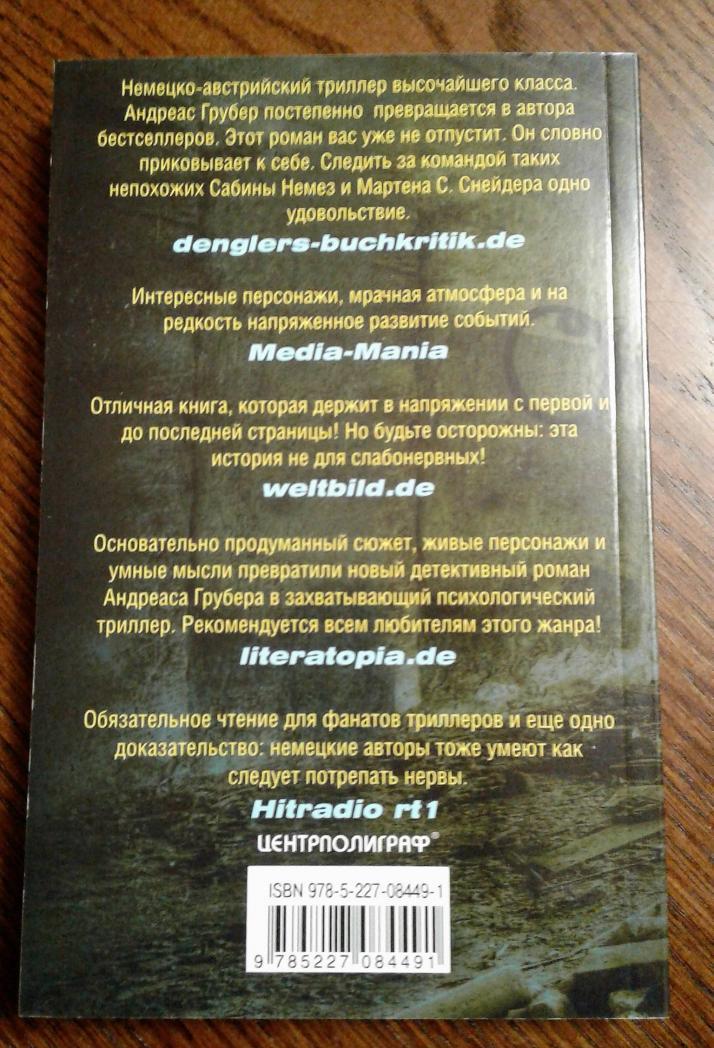 Немецко-австрийский триллер высочайшего класса.
Андреас Грубер постепенно превращается в автора
бестселлеров. Этот роман вас уже не отпустит. Он словно
приковывает к себе. Следить за командой таких
непохожих Сабины Немез и Мартена С. Снейдера одно
удовольствие.
denglers-buchkritik.de
Интересные персонажи, мрачная атмосфера и на
редкость напряженное развитие событий.
Media-Mania
Отличная книга, которая держит в напряжении с первой и
до последней страницы! Но будьте осторожны: эта
история не для слабонервных!
weltbild.de
Основательно продуманный сюжет, живые персонажи и
умные мысли превратили новый детективный роман
Андреаса Грубера в захватывающий психологический
триллер. Рекомендуется всем любителям этого жанра!
literatopia.de
Обязательное чтение для фанатов триллеров и еще одно
доказательство: немецкие авторы тоже умеют как
следует потрепать нервы.
Hitradio rt1
ЦЕНТРПОЛИГРАФ®
ISBN 978-5-227-08449-1
9 785227 084491